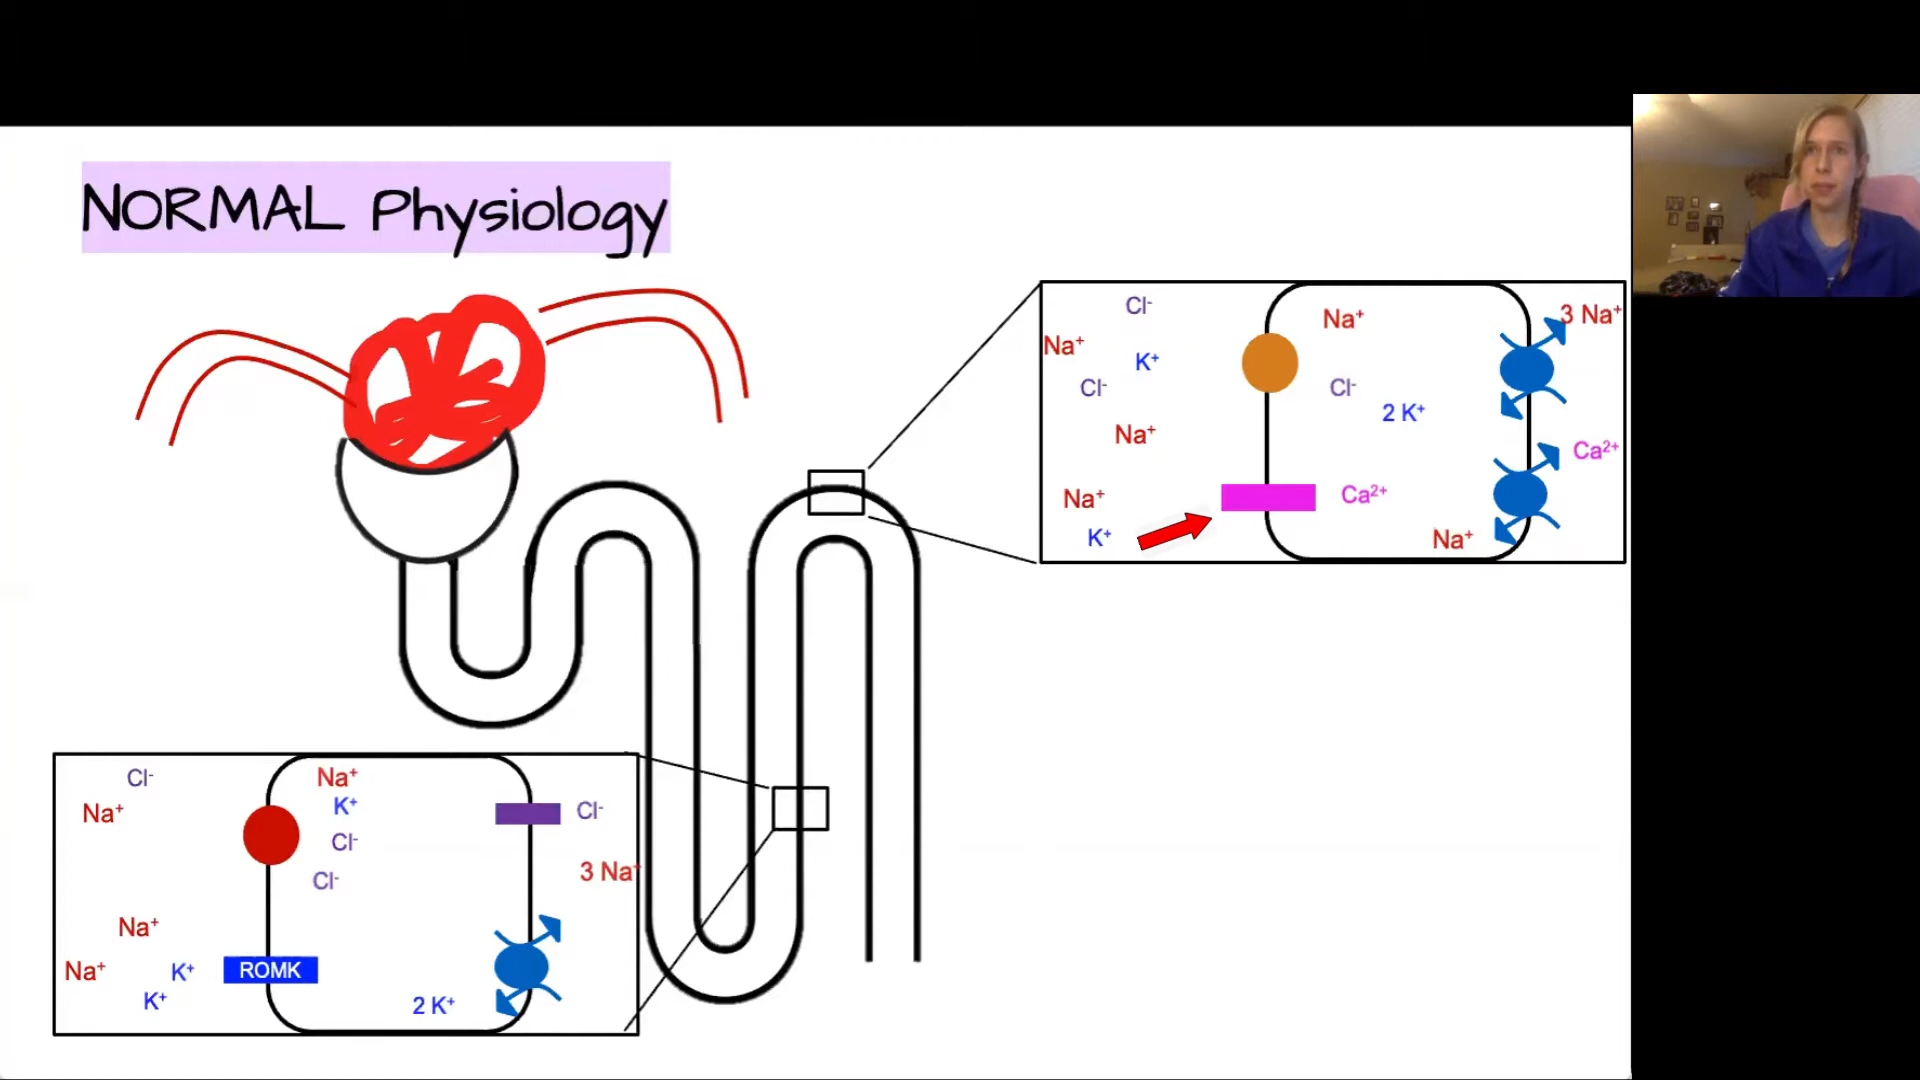 NORMAL Physiology
Cl⁻
Na⁺
K⁺
Cl⁻
Na⁺
Na⁺
K⁺
Na⁺
Cl⁻
2 K⁺
Ca²⁺
Na⁺
3 Na⁺
Ca²⁺
Cl⁻
Na⁺
Na⁺
Na⁺
K⁺
K⁺
Na⁺
K⁺
Cl⁻
Cl⁻
ROMK
2 K⁺
Cl⁻
3 Na⁺